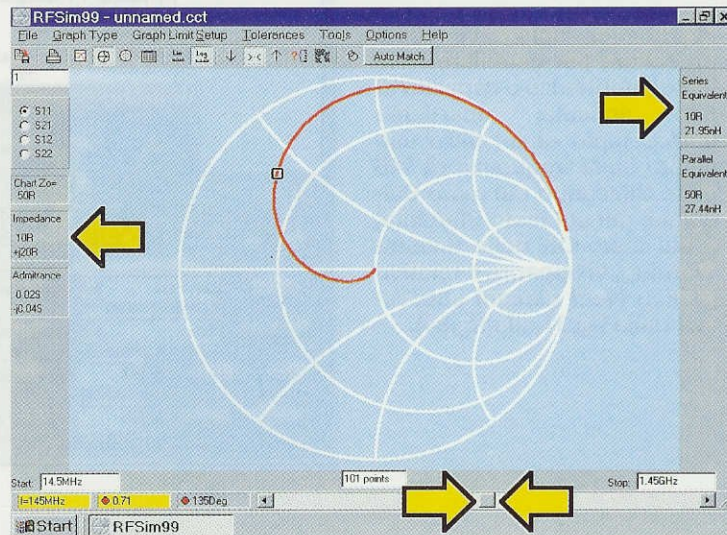 RFSim99 - unnamed.cct
File Graph Type Graph Limit Setup Tolerances Tools Options Help
Auto Match
1
S11
S21
S12
S22
Chart Zo=
50R
Impedance
10R
+j20R
Admittance
0.02S
-j0.04S
Series
Equivalent
10R
21.95nH
Parallel
Equivalent
50R
27.44nH
Start: 14.5MHz
101 points
Stop: 1.45GHz
f=145MHz
0.71
135Deg
Start
RFSim99